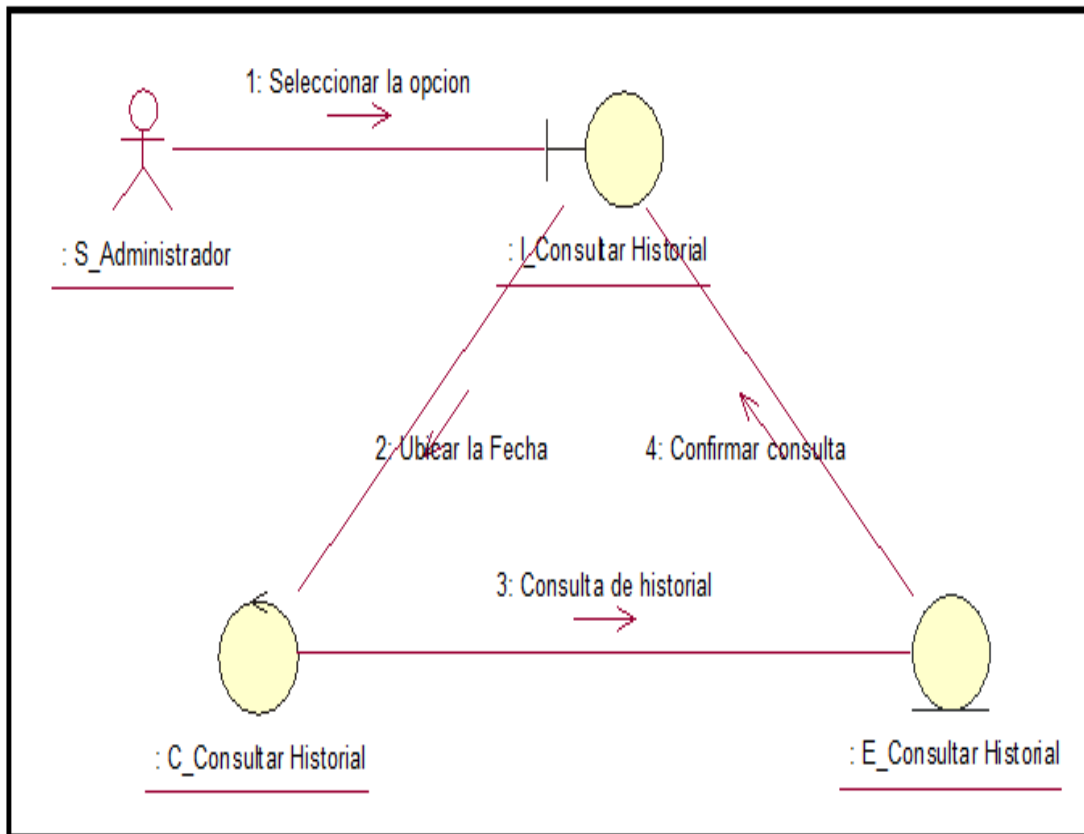 1: Seleccionar la opcion
: S_Administrador
: I_Consultar Historial
2: Ubicar la Fecha
4: Confirmar consulta
3: Consulta de historial
: C_Consultar Historial
: E_Consultar Historial